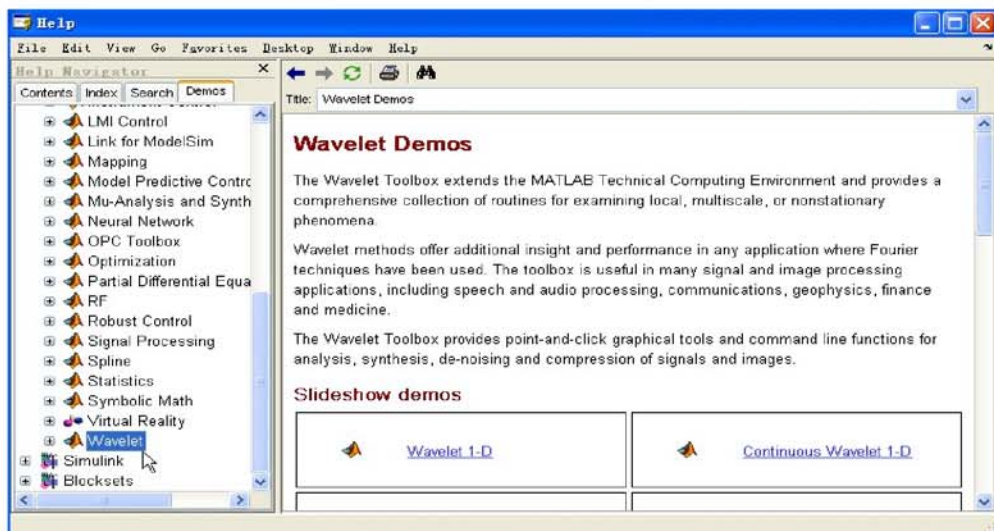 Help
File Edit View Go Favorites Desktop Window Help
Help Navigator
Contents Index Search Demos
LMI Control
Link for ModelSim
Mapping
Model Predictive Contro
Mu-Analysis and Synth
Neural Network
OPC Toolbox
Optimization
Partial Differential Equa
RF
Robust Control
Signal Processing
Spline
Statistics
Symbolic Math
Virtual Reality
Wavelet
Simulink
Blocksets
Title: Wavelet Demos
Wavelet Demos
The Wavelet Toolbox extends the MATLAB Technical Computing Environment and provides a
comprehensive collection of routines for examining local, multiscale, or nonstationary
phenomena.
Wavelet methods offer additional insight and performance in any application where Fourier
techniques have been used. The toolbox is useful in many signal and image processing
applications, including speech and audio processing, communications, geophysics, finance
and medicine.
The Wavelet Toolbox provides point-and-click graphical tools and command line functions for
analysis, synthesis, de-noising and compression of signals and images.
Slideshow demos
Wavelet 1-D
Continuous Wavelet 1-D